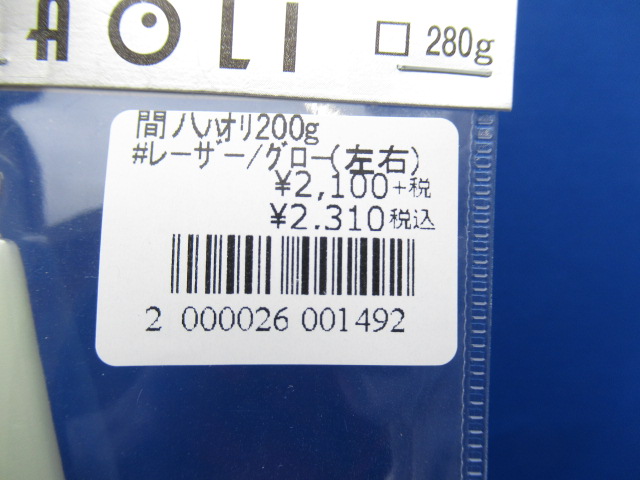 AOLI
□ 280g
間ノハハオリ200g
#レーザー/グロー(左右)
¥2,100+税
¥2.310税込
2 000026 001492